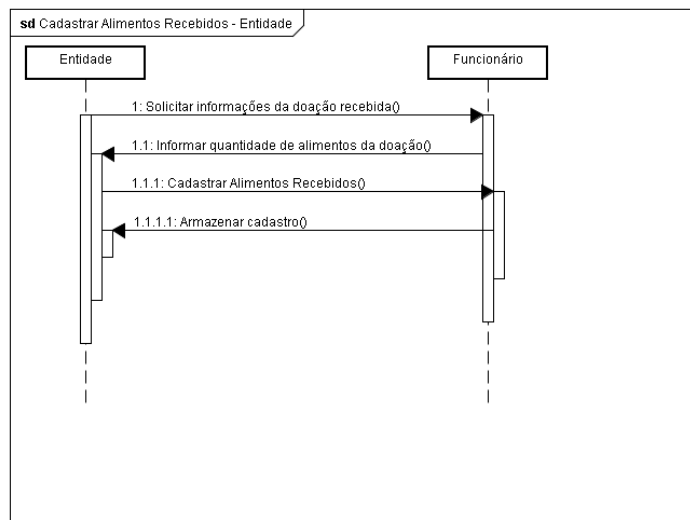 sd Cadastrar Alimentos Recebidos - Entidade
Entidade
Funcionário
1: Solicitar informações da doação recebida()
1.1: Informar quantidade de alimentos da doação()
1.1.1: Cadastrar Alimentos Recebidos()
1.1.1.1: Armazenar cadastro()